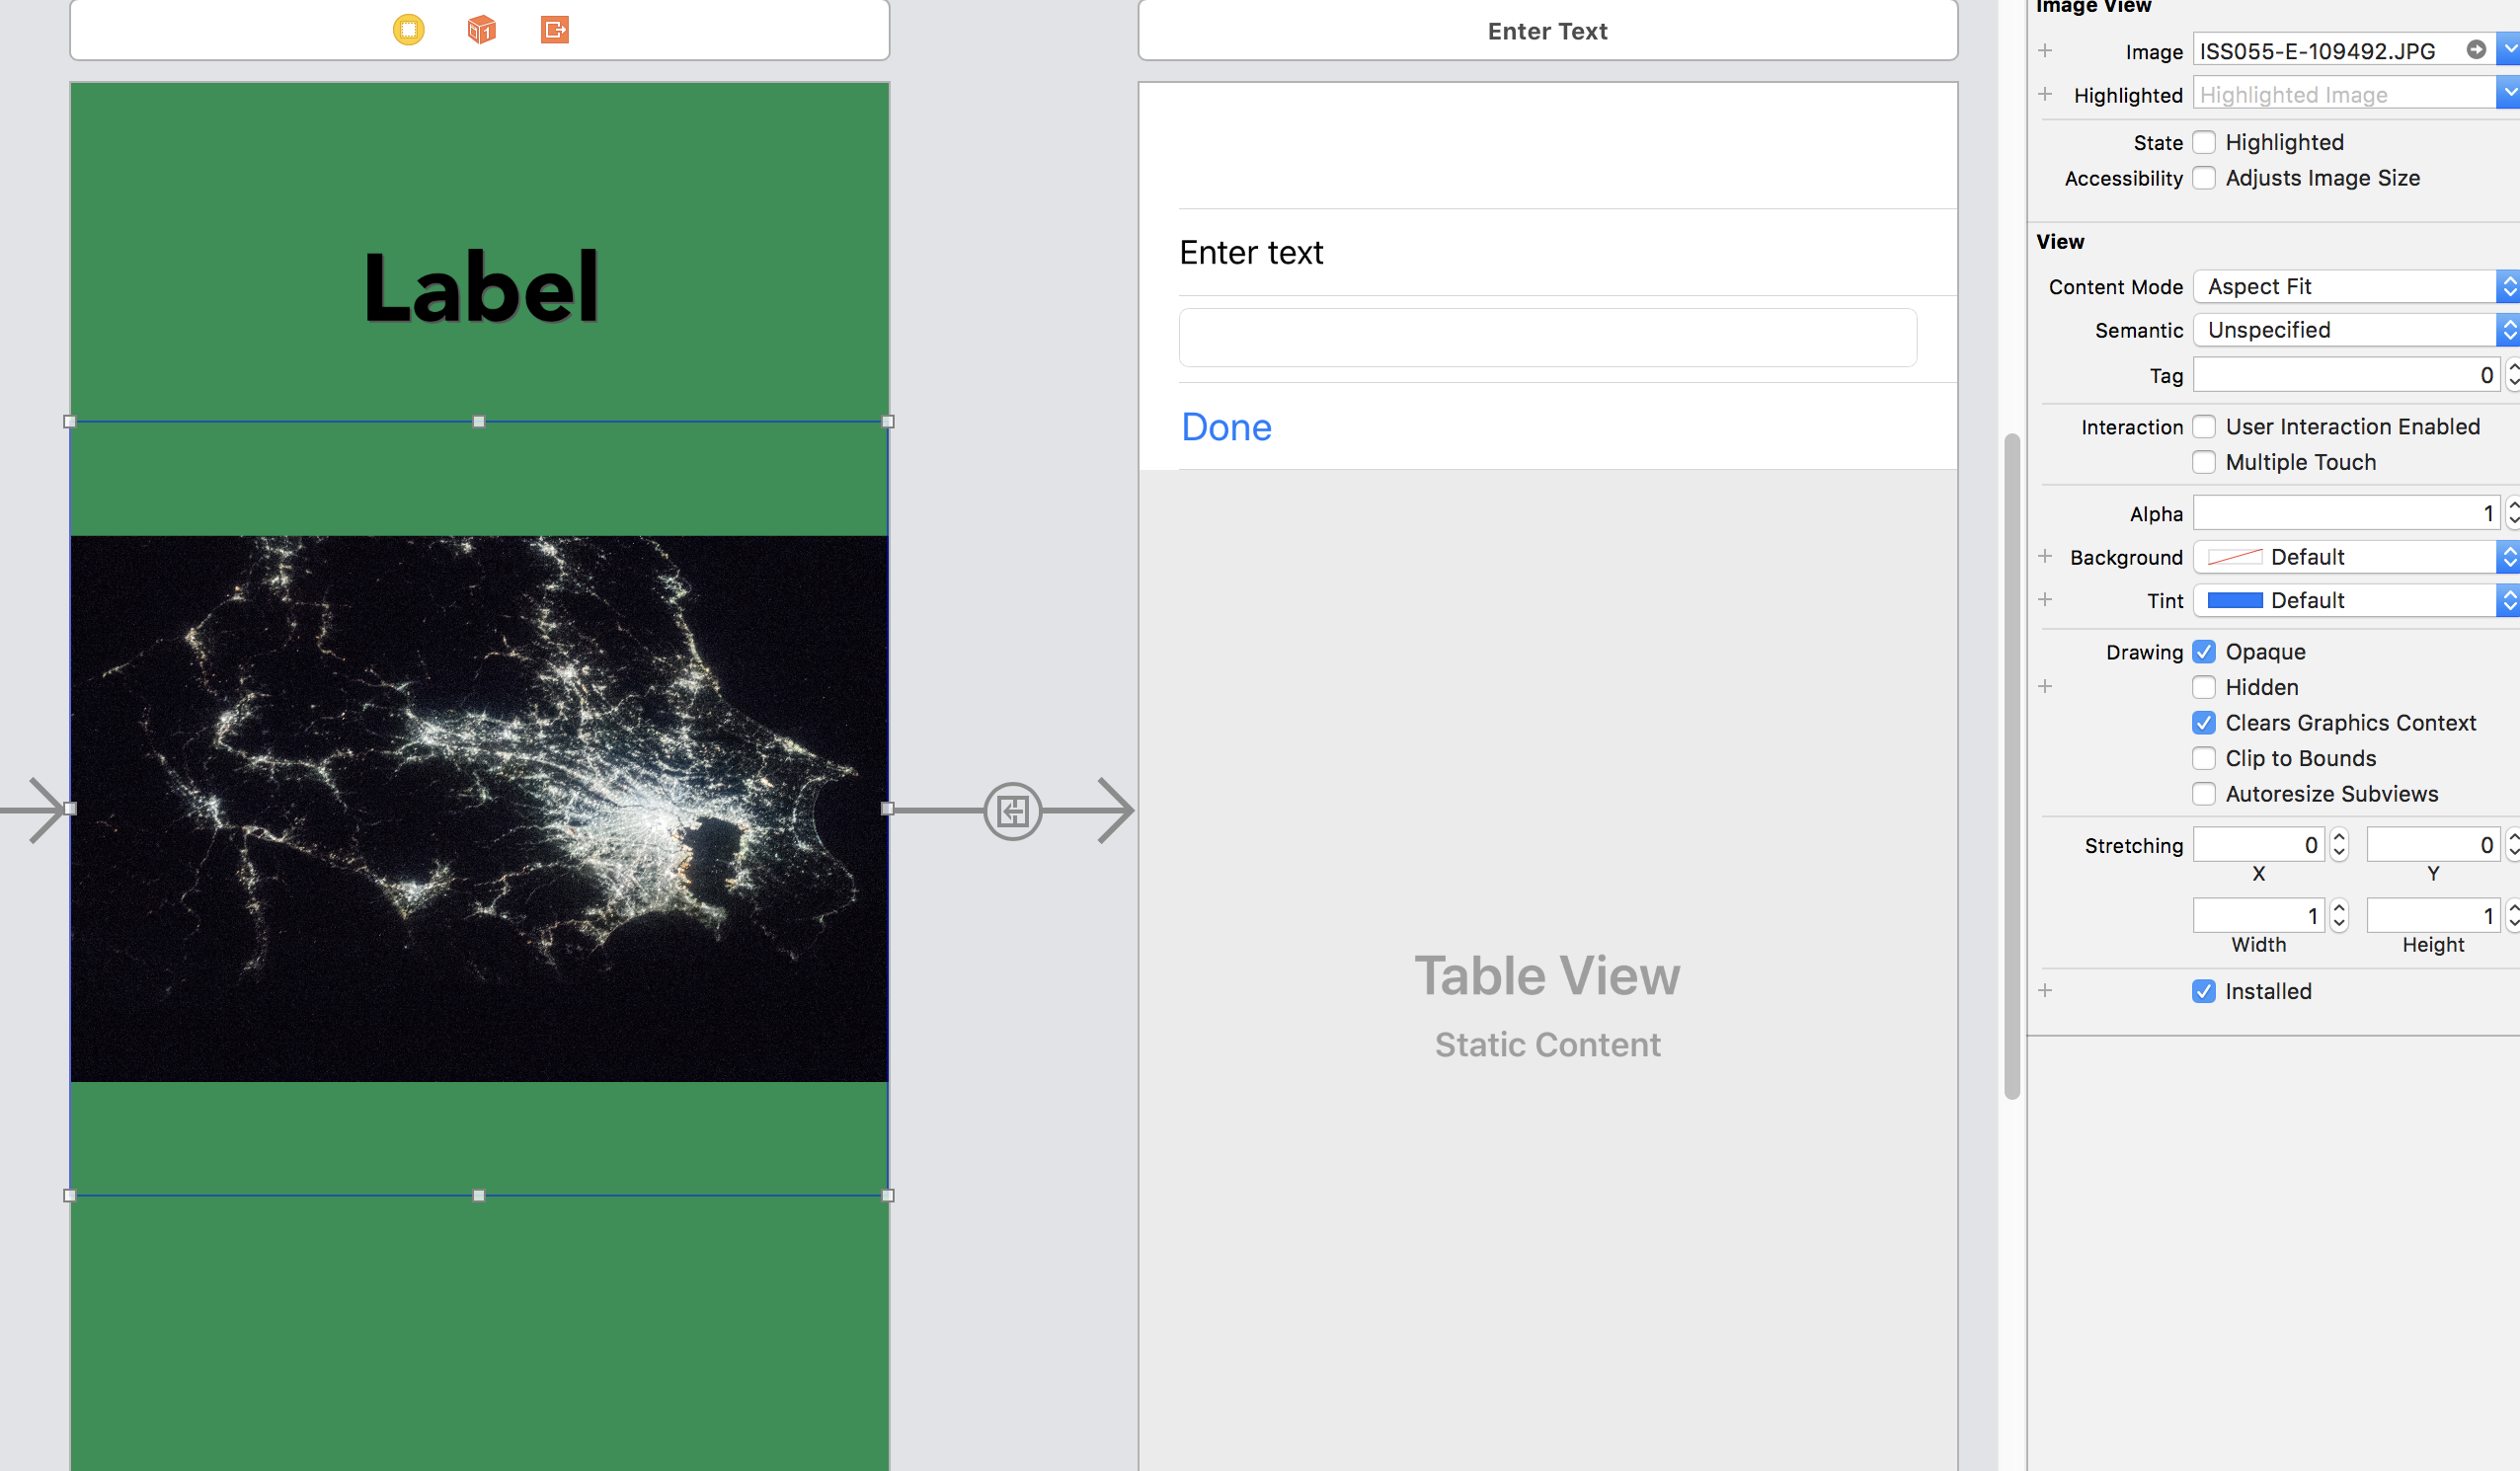 Enter Text
Label
Enter text
Done
Table View
Static Content
Image View
Image ISS055-E-109492.JPG
Highlighted Highlighted Image
State Highlighted
Accessibility Adjusts Image Size
View
Content Mode Aspect Fit
Semantic Unspecified
Tag 0
Interaction User Interaction Enabled
Multiple Touch
Alpha 1
Background Default
Tint Default
Drawing Opaque
Hidden
Clears Graphics Context
Clip to Bounds
Autoresize Subviews
Stretching 0 0
X Y
1 1
Width Height
Installed